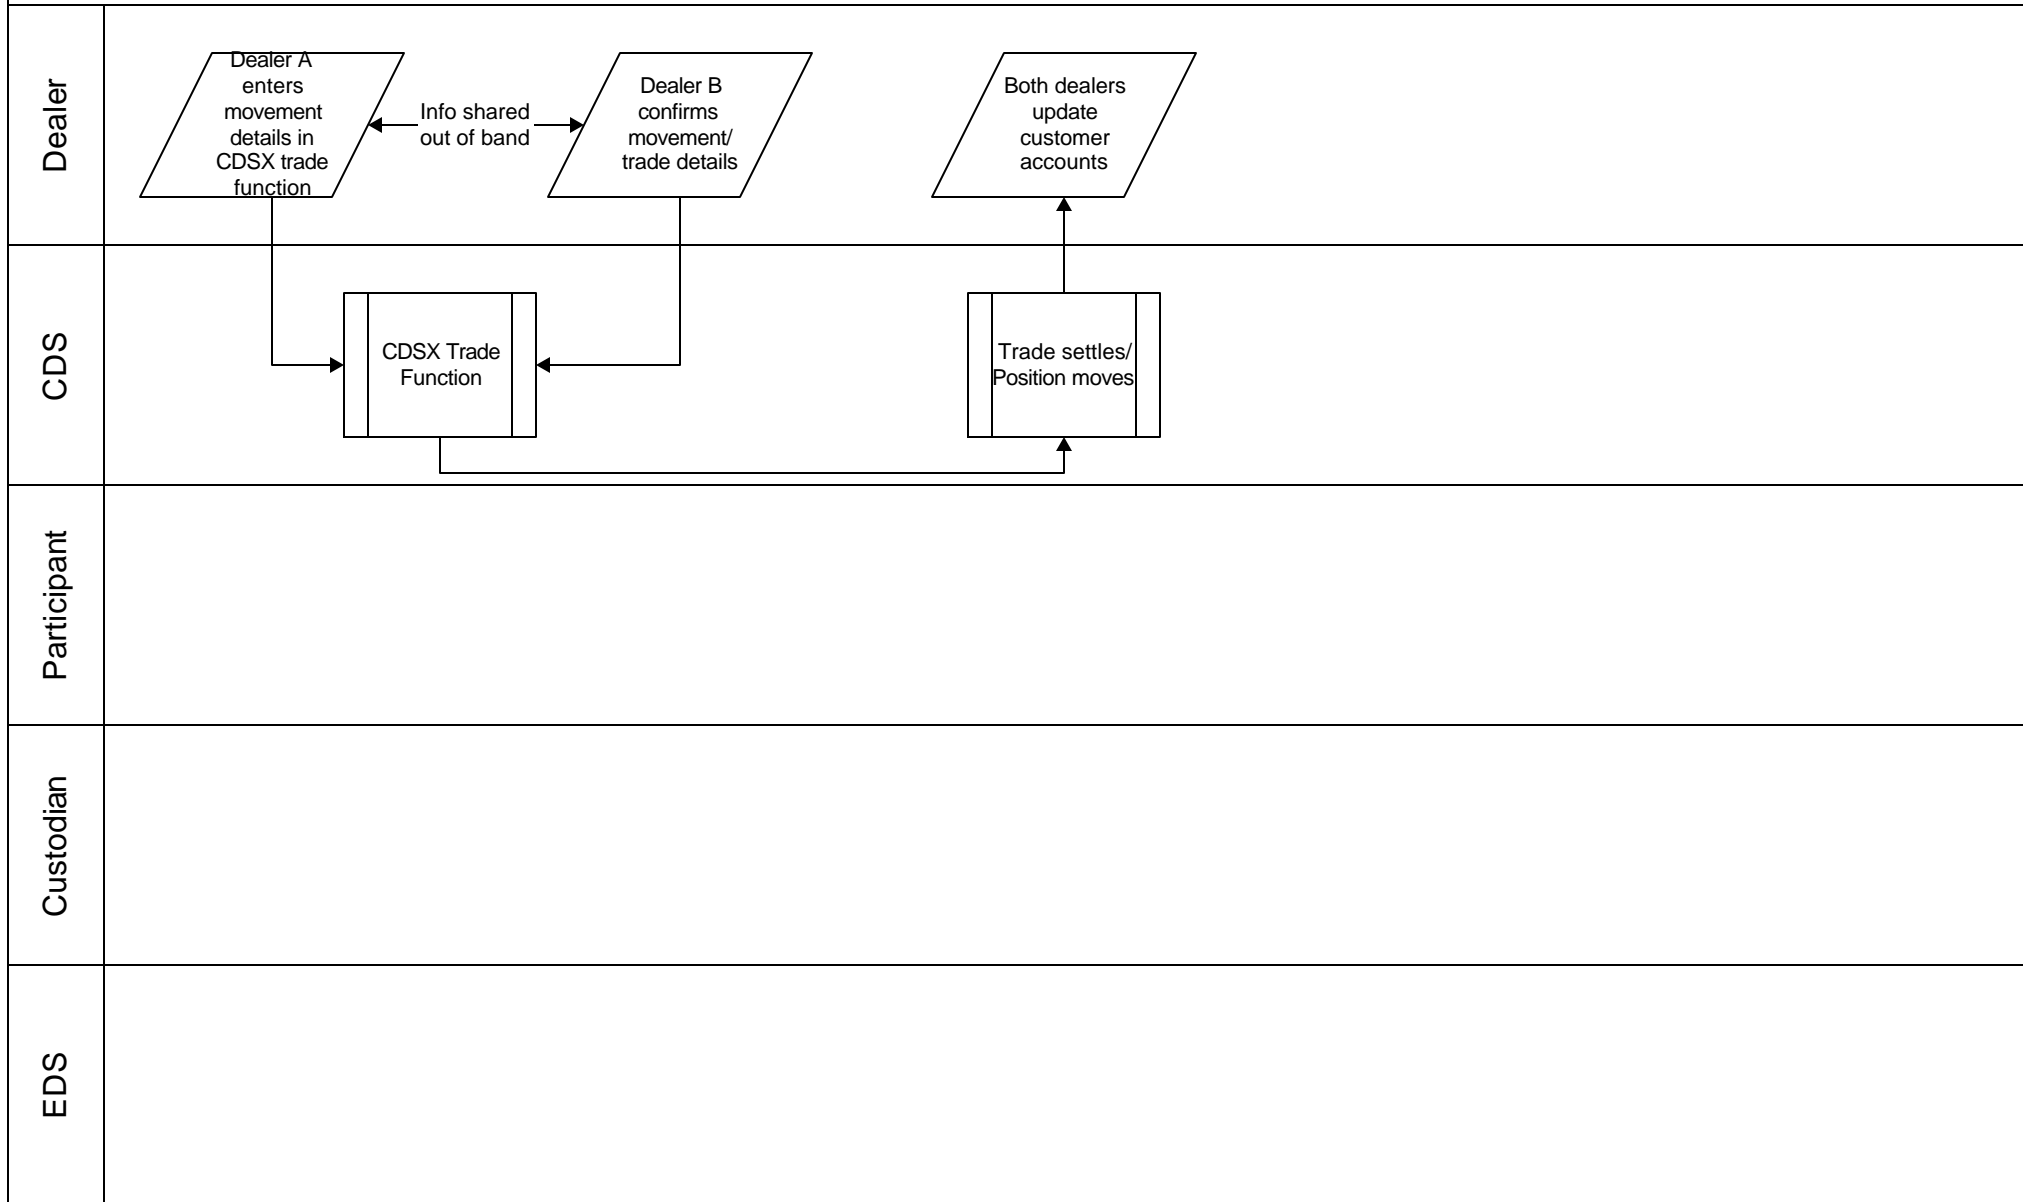 Dealer
Dealer A
enters
movement
details in
CDSX trade
function
Info shared
out of band
Dealer B
confirms
movement/
trade details
Both dealers
update
customer
accounts
CDS
CDSX Trade
Function
Trade settles/
Position moves
Participant
Custodian
EDS